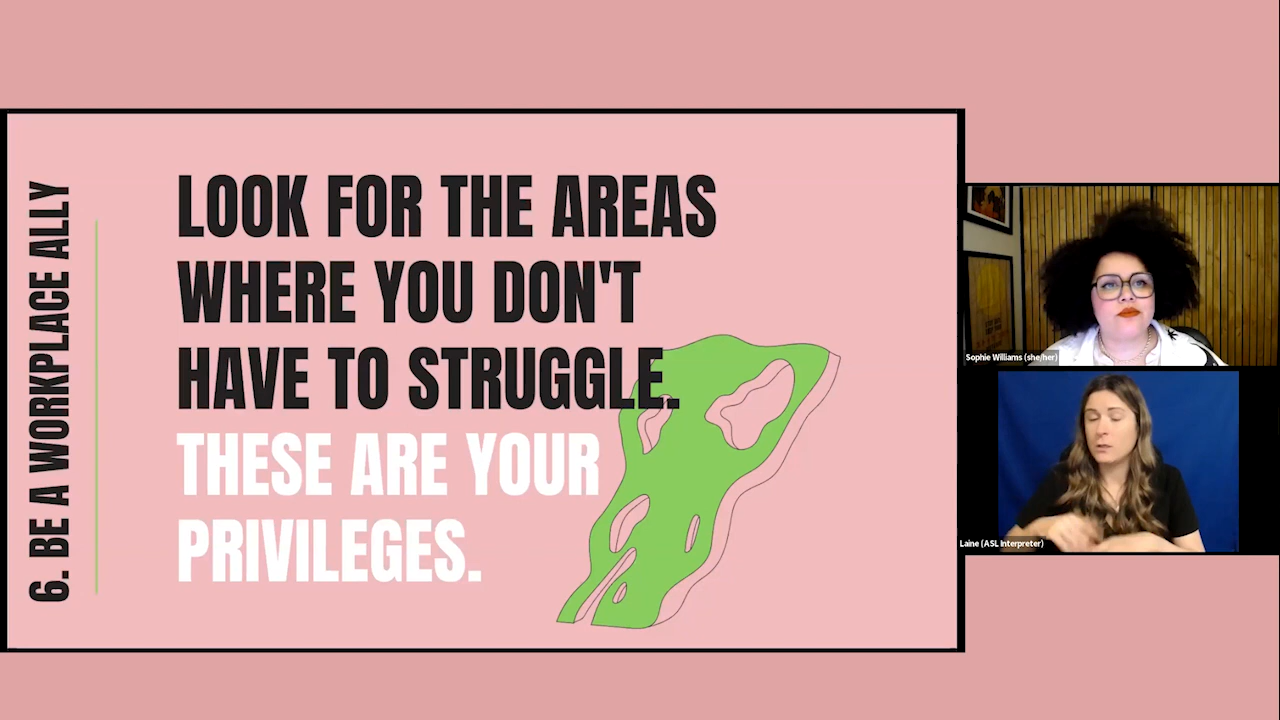 6. BE A WORKPLACE ALLY
LOOK FOR THE AREAS
WHERE YOU DON'T
HAVE TO STRUGGLE.
THESE ARE YOUR
PRIVILEGES.
Sophie Williams (she/her)
Laine (ASL Interpreter)